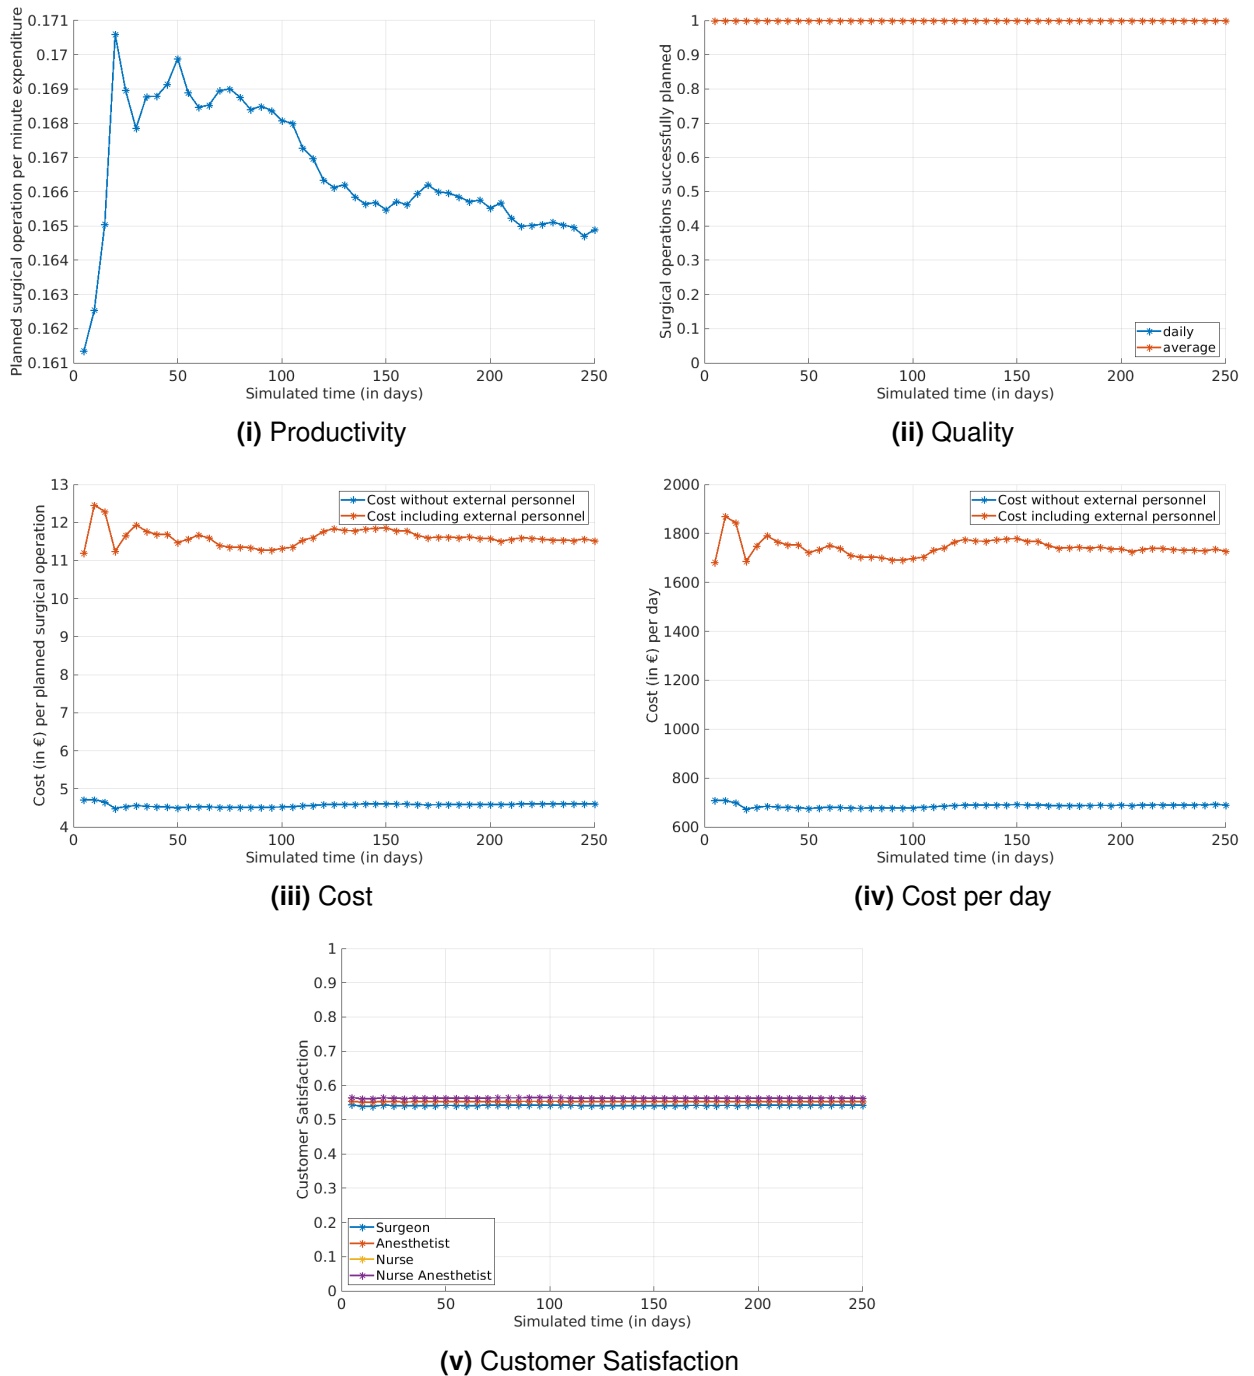 Planned surgical operation per minute expenditure
0.171
0.17
0.169
0.168
0.167
0.166
0.165
0.164
0.163
0.162
0.161
0 50 100 150 200 250
Simulated time (in days)
(i) Productivity
Surgical operations successfully planned
1
0.9
0.8
0.7
0.6
0.5
0.4
0.3
0.2
0.1
0
daily
average
0 50 100 150 200 250
Simulated time (in days)
(ii) Quality
Cost (in €) per planned surgical operation
13
12
11
10
9
8
7
6
5
4
Cost without external personnel
Cost including external personnel
0 50 100 150 200 250
Simulated time (in days)
(iii) Cost
Cost (in €) per day
2000
1800
1600
1400
1200
1000
800
600
Cost without external personnel
Cost including external personnel
0 50 100 150 200 250
Simulated time (in days)
(iv) Cost per day
Customer Satisfaction
1
0.9
0.8
0.7
0.6
0.5
0.4
0.3
0.2
0.1
0
Surgeon
Anesthetist
Nurse
Nurse Anesthetist
0 50 100 150 200 250
Simulated time (in days)
(v) Customer Satisfaction